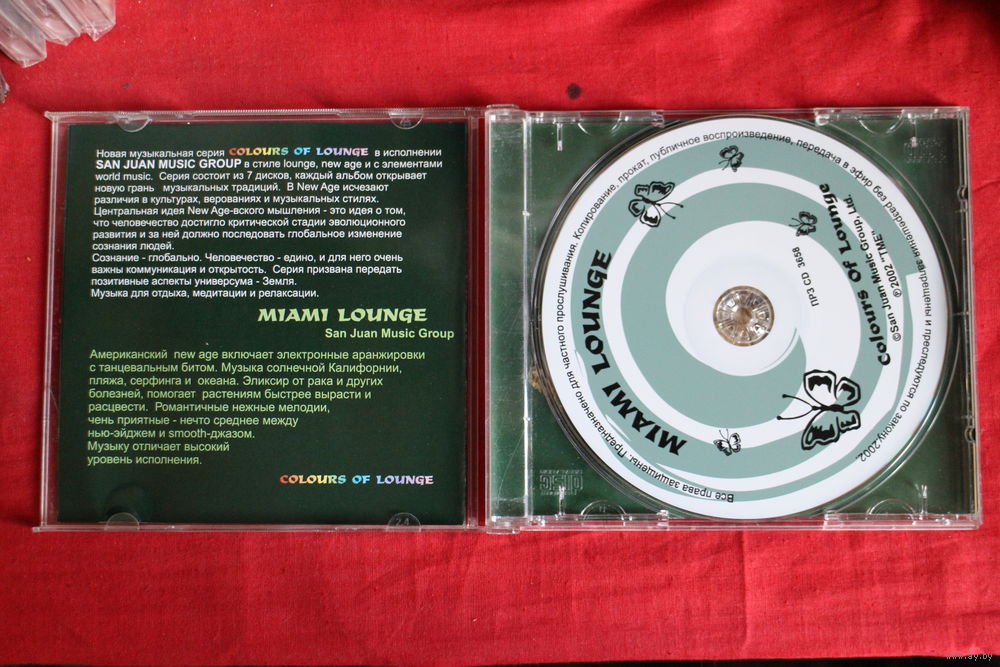 Новая музыкальная серия COLOURS OF LOUNGE в исполнении
SAN JUAN MUSIC GROUP в стиле lounge, new age и с элементами
world music. Серия состоит из 7 дисков, каждый альбом открывает
новую грань музыкальных традиций. В New Age исчезают
различия в культурах, верованиях и музыкальных стилях.
Центральная идея New Age-вского мышления - это идея о том,
что человечество достигло критической стадии эволюционного
развития и за ней должно последовать глобальное изменение
сознания людей.
Сознание - глобально. Человечество - едино, и для него очень
важны коммуникация и открытость. Серия призвана передать
позитивные аспекты универсума - Земля.
Музыка для отдыха, медитации и релаксации.
MIAMI LOUNGE
San Juan Music Group
Американский new age включает электронные аранжировки
с танцевальным битом. Музыка солнечной Калифорнии,
пляжа, серфинга и океана. Эликсир от рака и других
болезней, помогает растениям быстрее вырасти и
расцвести. Романтичные нежные мелодии,
чень приятные - нечто среднее между
нью-эйджем и smooth-джазом.
Музыку отличает высокий
уровень исполнения.
COLOURS OF LOUNGE
Все права защищены. Предназначено для частного прослушивания. Копирование, прокат, публичное воспроизведение, передача в эфир без разрешения запрещены и преследуются по закону.2002.
MIAMI LOUNGE
ПР3 CD 3658
Colours of Lounge
©San Juan Music Group, Ltd.
℗2002 "TME"
www.ay.by